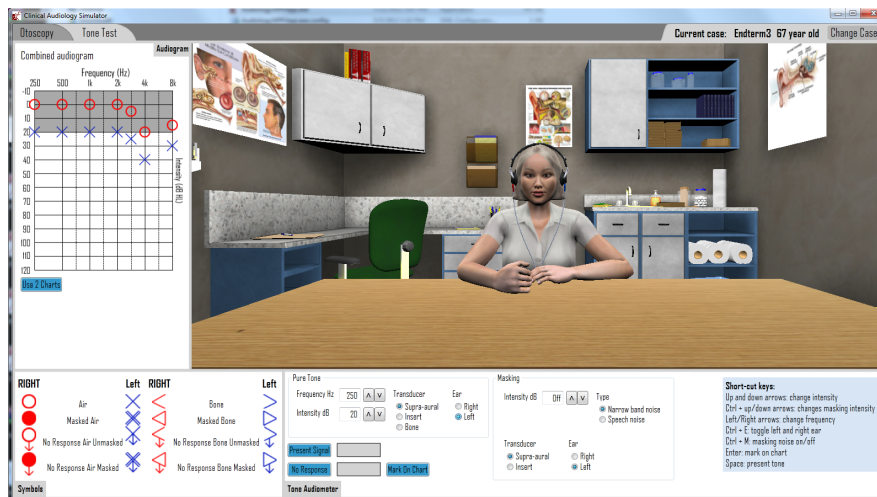 Clinical Audiology Simulator
Otoscopy Tone Test
Current case: Endterm3 67 year old Change Case
Audiogram
Combined audiogram
Frequency (Hz)
250 500 1k 2k 4k 8k
-10
0
10
20
30
40
50
60
70
80
90
100
110
120
Intensity (dB HL)
Use 2 Charts
RIGHT Left RIGHT Left
Air Bone
Masked Air Masked Bone
No Response Air Unmasked No Response Bone Unmasked
No Response Air Masked No Response Bone Masked
Symbols
Pure Tone
Frequency Hz 250
Intensity dB 20
Transducer
Supra-aural
Insert
Bone
Ear
Right
Left
Present Signal
No Response
Mark On Chart
Tone Audiometer
Masking
Intensity dB Off
Type
Narrow band noise
Speech noise
Transducer
Supra-aural
Insert
Ear
Right
Left
Short-cut keys:
Up and down arrows: change intensity
Ctrl + up/down arrows: changes masking intensity
Left/Right arrows: change frequency
Ctrl + E: toggle left and right ear
Ctrl + M: masking noise on/off
Enter: mark on chart
Space: present tone